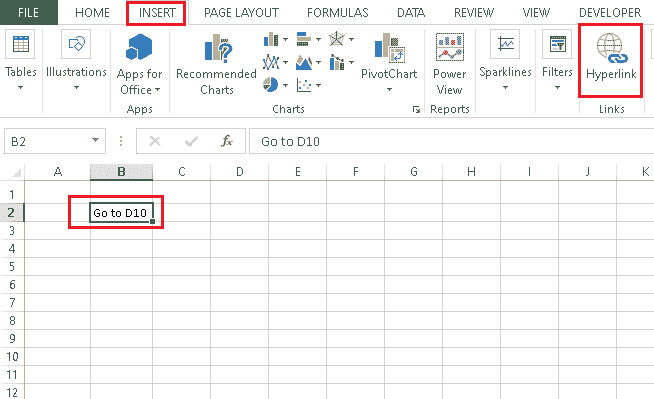 FILE HOME INSERT PAGE LAYOUT FORMULAS DATA REVIEW VIEW DEVELOPER
Tables Illustrations Apps for Office Recommended Charts PivotChart Power View Sparklines Filters Hyperlink
Apps Charts Reports Links
B2 fx Go to D10
A B C D E F G H I J K
1
2 Go to D10
3
4
5
6
7
8
9
10
11
12